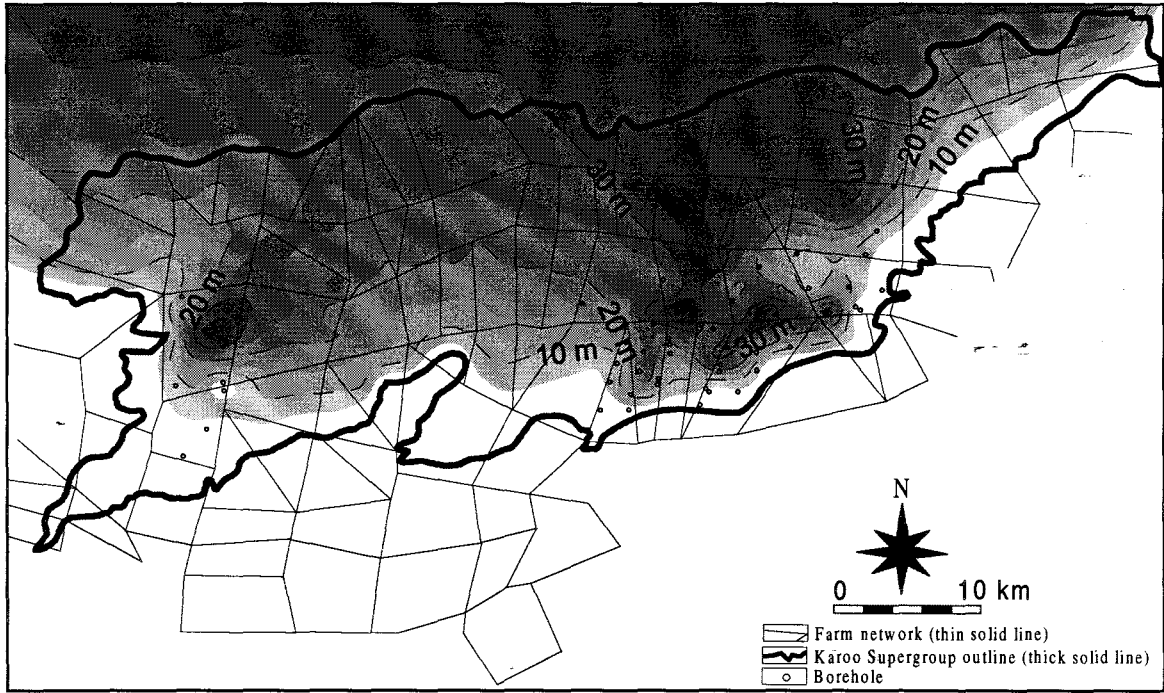 30 m
20 m
10 m
30 m
20 m
20 m
10 m
30 m
N
0 10 km
Farm network (thin solid line)
Karoo Supergroup outline (thick solid line)
Borehole